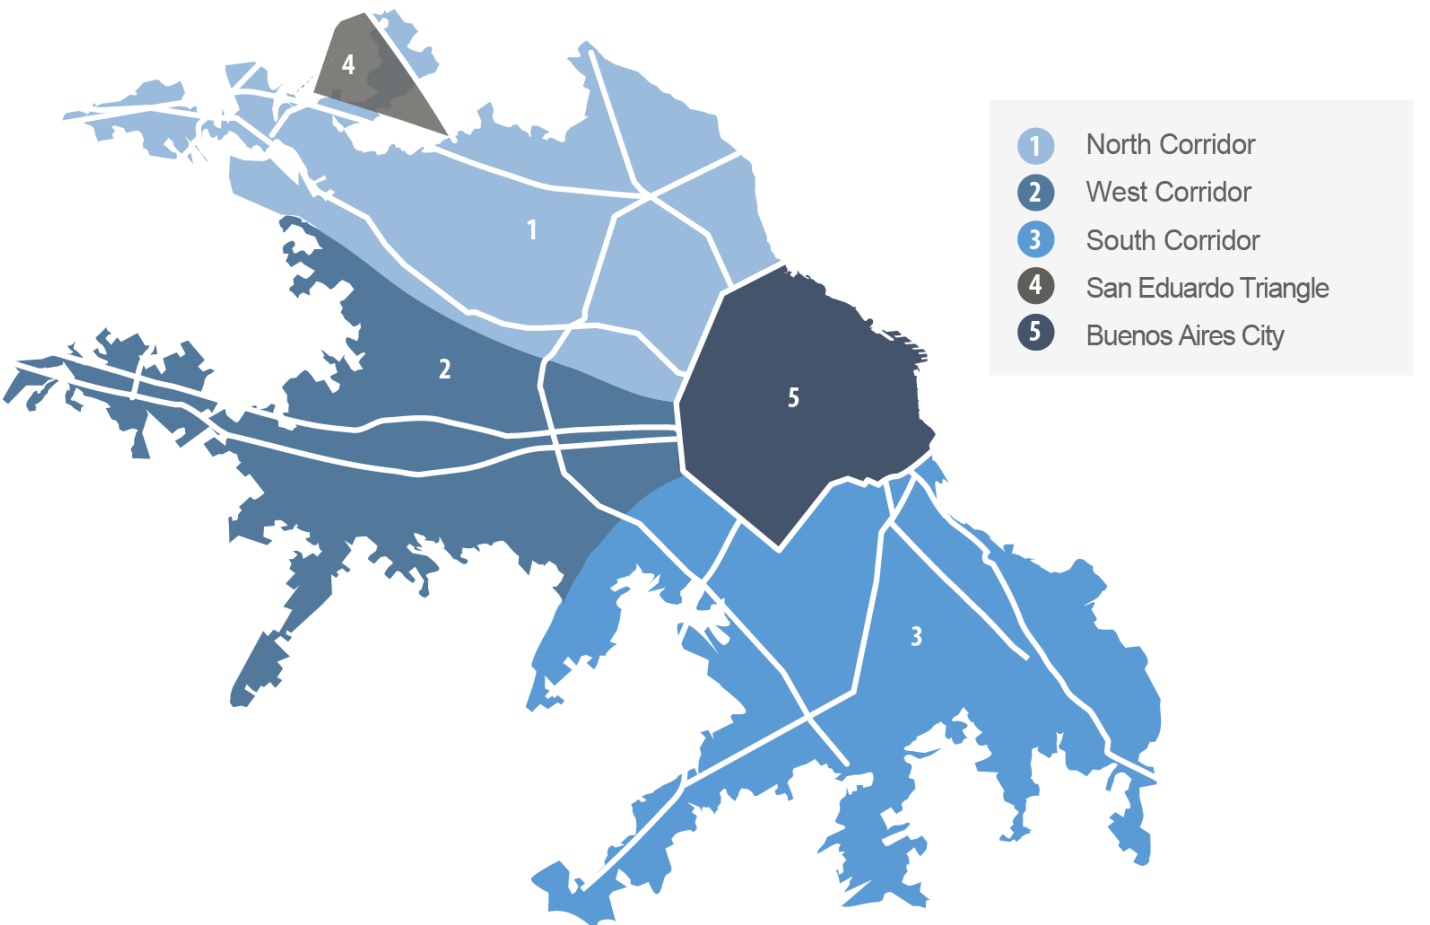 4
1
2
5
3
1 North Corridor
2 West Corridor
3 South Corridor
4 San Eduardo Triangle
5 Buenos Aires City